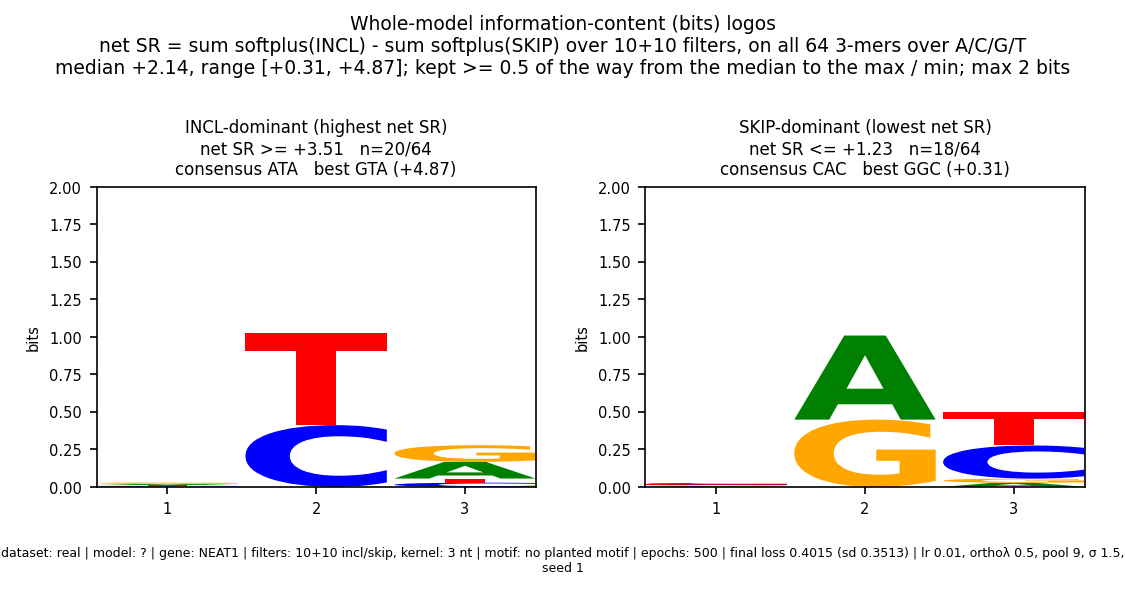 Whole-model information-content (bits) logos
net SR = sum softplus(INCL) - sum softplus(SKIP) over 10+10 filters, on all 64 3-mers over A/C/G/T
median +2.14, range [+0.31, +4.87]; kept >= 0.5 of the way from the median to the max / min; max 2 bits
INCL-dominant (highest net SR)
net SR >= +3.51   n=20/64
consensus ATA   best GTA (+4.87)
2.00
1.75
1.50
1.25
1.00
0.75
0.50
0.25
0.00
bits
T
C
G
A
T
1
2
3
SKIP-dominant (lowest net SR)
net SR <= +1.23   n=18/64
consensus CAC   best GGC (+0.31)
2.00
1.75
1.50
1.25
1.00
0.75
0.50
0.25
0.00
bits
A
G
T
C
G
A
1
2
3
dataset: real | model: ? | gene: NEAT1 | filters: 10+10 incl/skip, kernel: 3 nt | motif: no planted motif | epochs: 500 | final loss 0.4015 (sd 0.3513) | lr 0.01, orthoλ 0.5, pool 9, σ 1.5,
seed 1